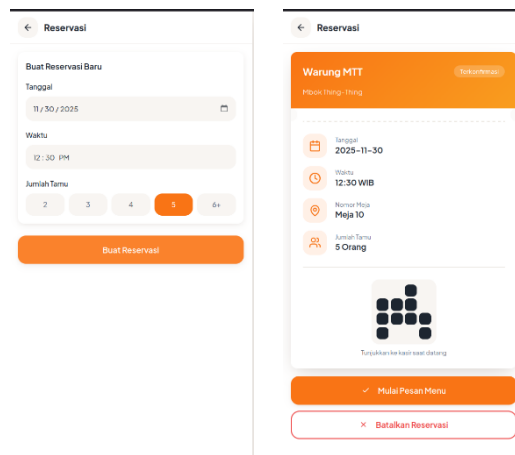 Reservasi
Buat Reservasi Baru
Tanggal
11/30/2025
Waktu
12:30 PM
Jumlah Tamu
2 3 4 5 6+
Buat Reservasi
Reservasi
Warung MTT
Terkonfirmasi
Mbok Thing-Thing
Tanggal
2025-11-30
Waktu
12:30 WIB
Nomor Meja
Meja 10
Jumlah Tamu
5 Orang
Tunjukkan ke kasir saat datang
Mulai Pesan Menu
Batalkan Reservasi